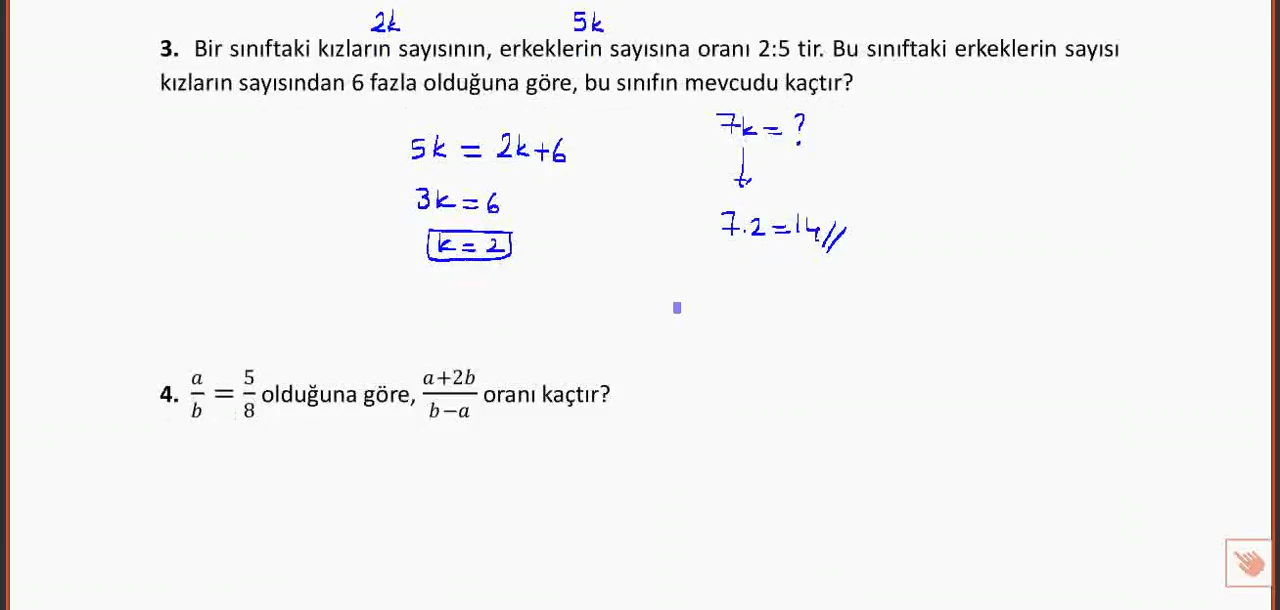 2k 5k
3. Bir sınıftaki kızların sayısının, erkeklerin sayısına oranı 2:5 tir. Bu sınıftaki erkeklerin sayısı
kızların sayısından 6 fazla olduğuna göre, bu sınıfın mevcudu kaçtır?
7k = ?
5k = 2k+6
3k = 6
7.2=14//
k = 2
4. a/b = 5/8 olduğuna göre, a+2b/b−a oranı kaçtır?